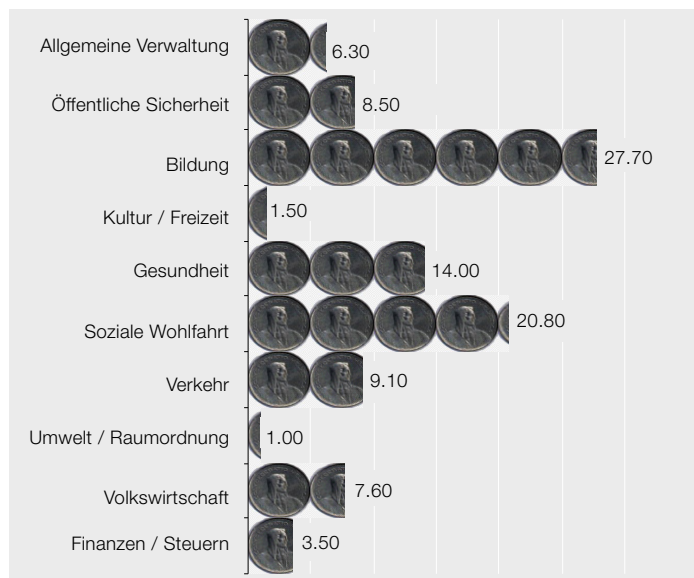 Allgemeine Verwaltung 6.30
Öffentliche Sicherheit 8.50
Bildung 27.70
Kultur / Freizeit 1.50
Gesundheit 14.00
Soziale Wohlfahrt 20.80
Verkehr 9.10
Umwelt / Raumordnung 1.00
Volkswirtschaft 7.60
Finanzen / Steuern 3.50